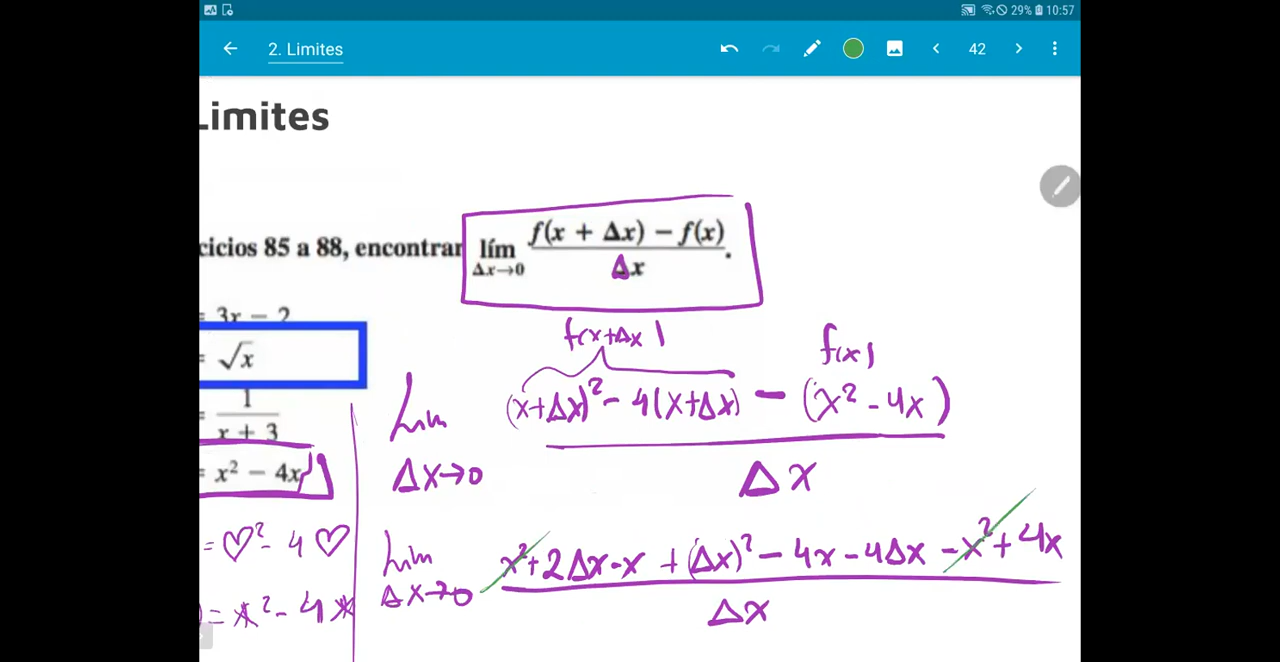 29% 10:57
2. Limites
42
Limites
cicios 85 a 88, encontrar lím Δx→0 f(x + Δx) − f(x) / Δx .
= 3x − 2
= √x
= 1 / x + 3
= x² − 4x
= ♡² - 4 ♡
) = x² - 4 x
f(x+Δx)
f(x)
Lim Δx→0 (x+Δx)² - 4(x+Δx) - (x² - 4x) / Δx
Lim Δx→0 x² + 2Δx·x + (Δx)² - 4x - 4Δx - x² + 4x / Δx